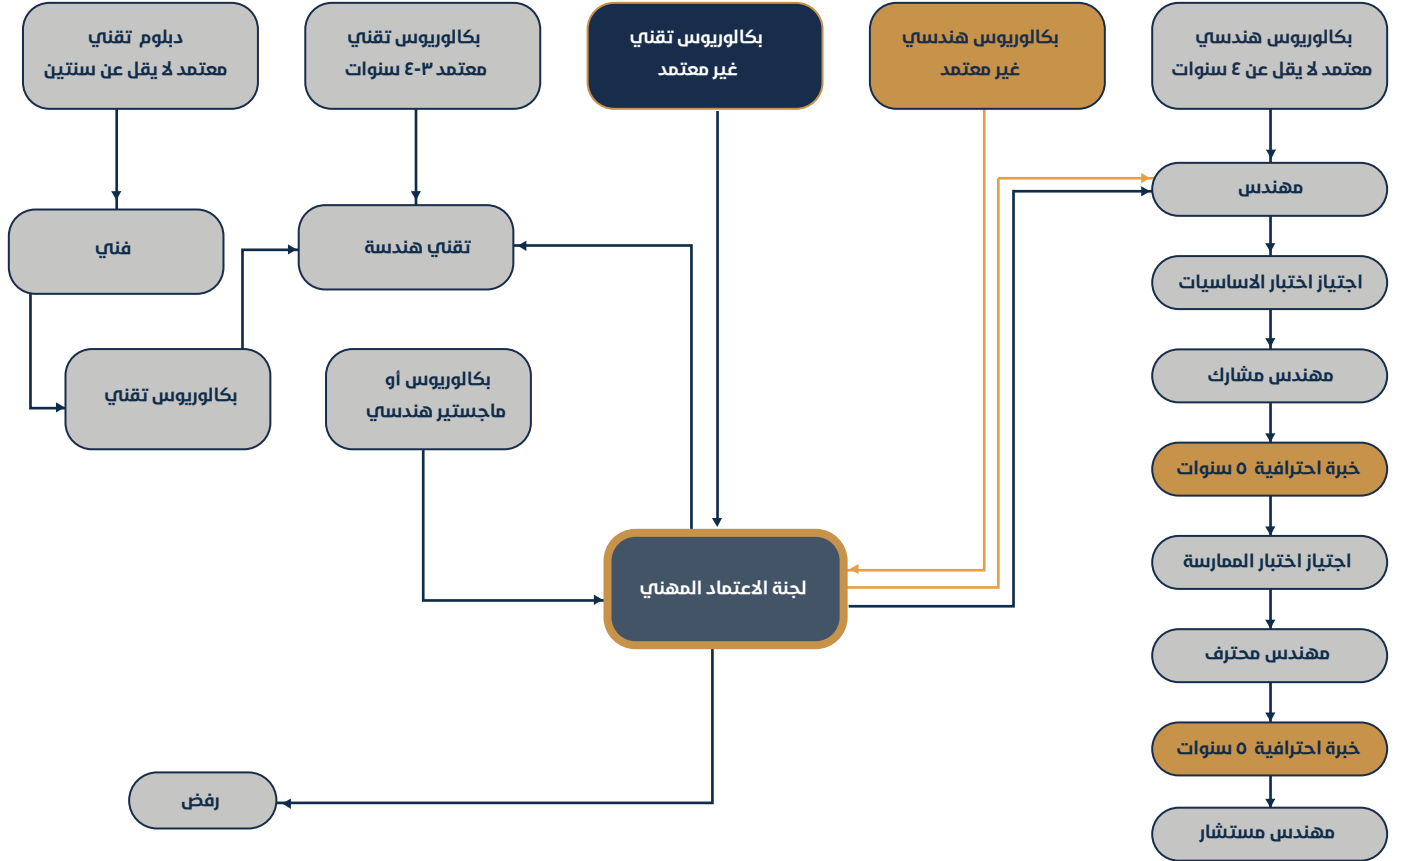 بكالوريوس هندسي
معتمد لا يقل عن ٤ سنوات
بكالوريوس هندسي
غير معتمد
بكالوريوس تقني
غير معتمد
بكالوريوس تقني
معتمد ٣-٤ سنوات
دبلوم تقني
معتمد لا يقل عن سنتين
مهندس
تقني هندسة
فني
اجتياز اختبار الاساسيات
مهندس مشارك
بكالوريوس أو
ماجستير هندسي
بكالوريوس تقني
خبرة احترافية ٥ سنوات
اجتياز اختبار الممارسة
لجنة الاعتماد المهني
مهندس محترف
خبرة احترافية ٥ سنوات
رفض
مهندس مستشار